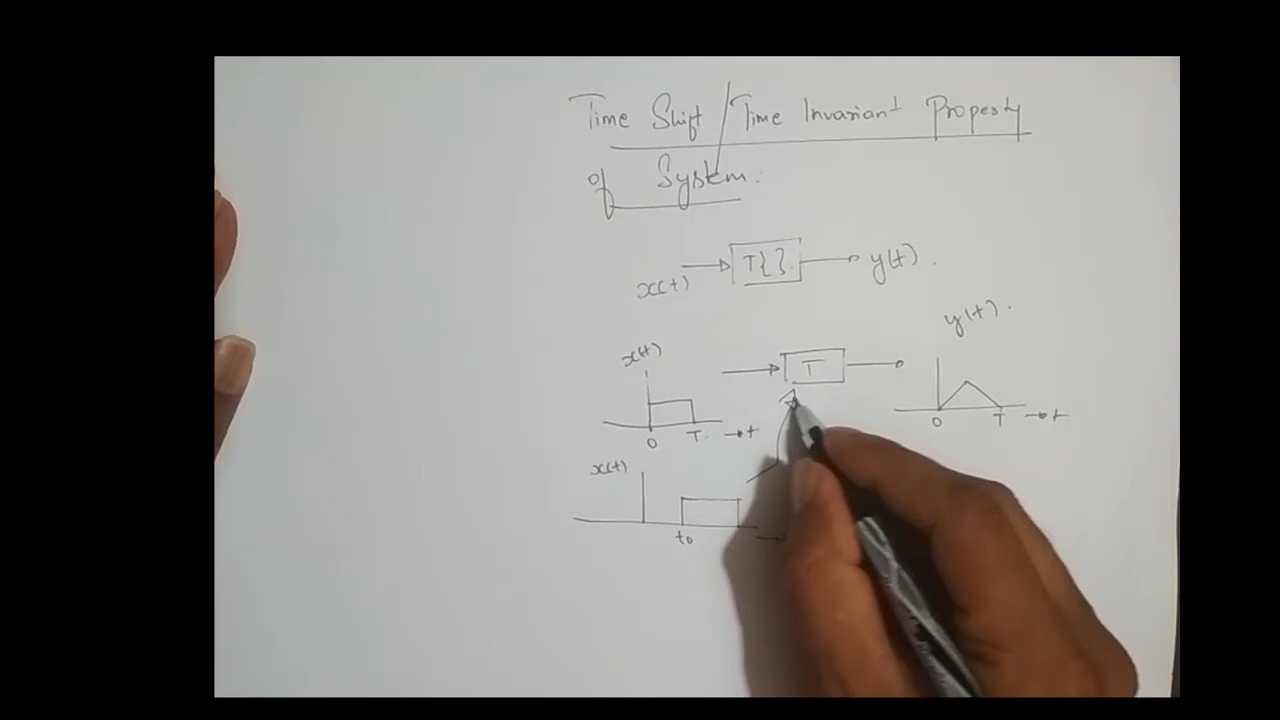 Time Shift / Time Invariant Property
of System.
x(t) T{ }. y(t).
y(t).
x(t)
T
0 T. t
0 T t
x(t)
t0